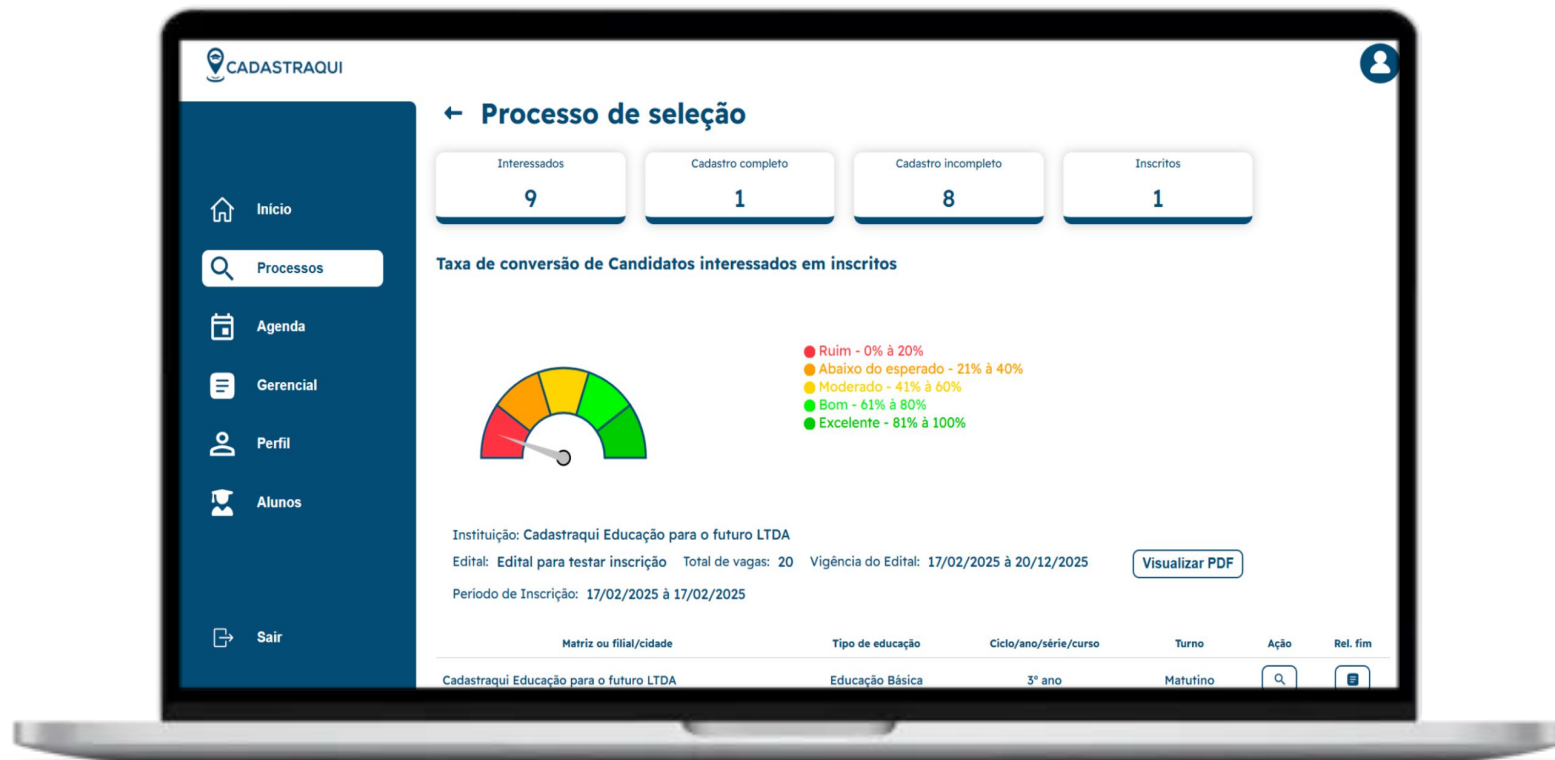 CADASTRAQUI
← Processo de seleção
Interessados
9
Cadastro completo
1
Cadastro incompleto
8
Inscritos
1
Início
Processos
Agenda
Gerencial
Perfil
Alunos
Sair
Taxa de conversão de Candidatos interessados em inscritos
Ruim - 0% à 20%
Abaixo do esperado - 21% à 40%
Moderado - 41% à 60%
Bom - 61% à 80%
Excelente - 81% à 100%
Instituição: Cadastraqui Educação para o futuro LTDA
Edital: Edital para testar inscrição Total de vagas: 20 Vigência do Edital: 17/02/2025 à 20/12/2025 Visualizar PDF
Período de Inscrição: 17/02/2025 à 17/02/2025
Matriz ou filial/cidade Tipo de educação Ciclo/ano/série/curso Turno Ação Rel. fim
Cadastraqui Educação para o futuro LTDA Educação Básica 3º ano Matutino